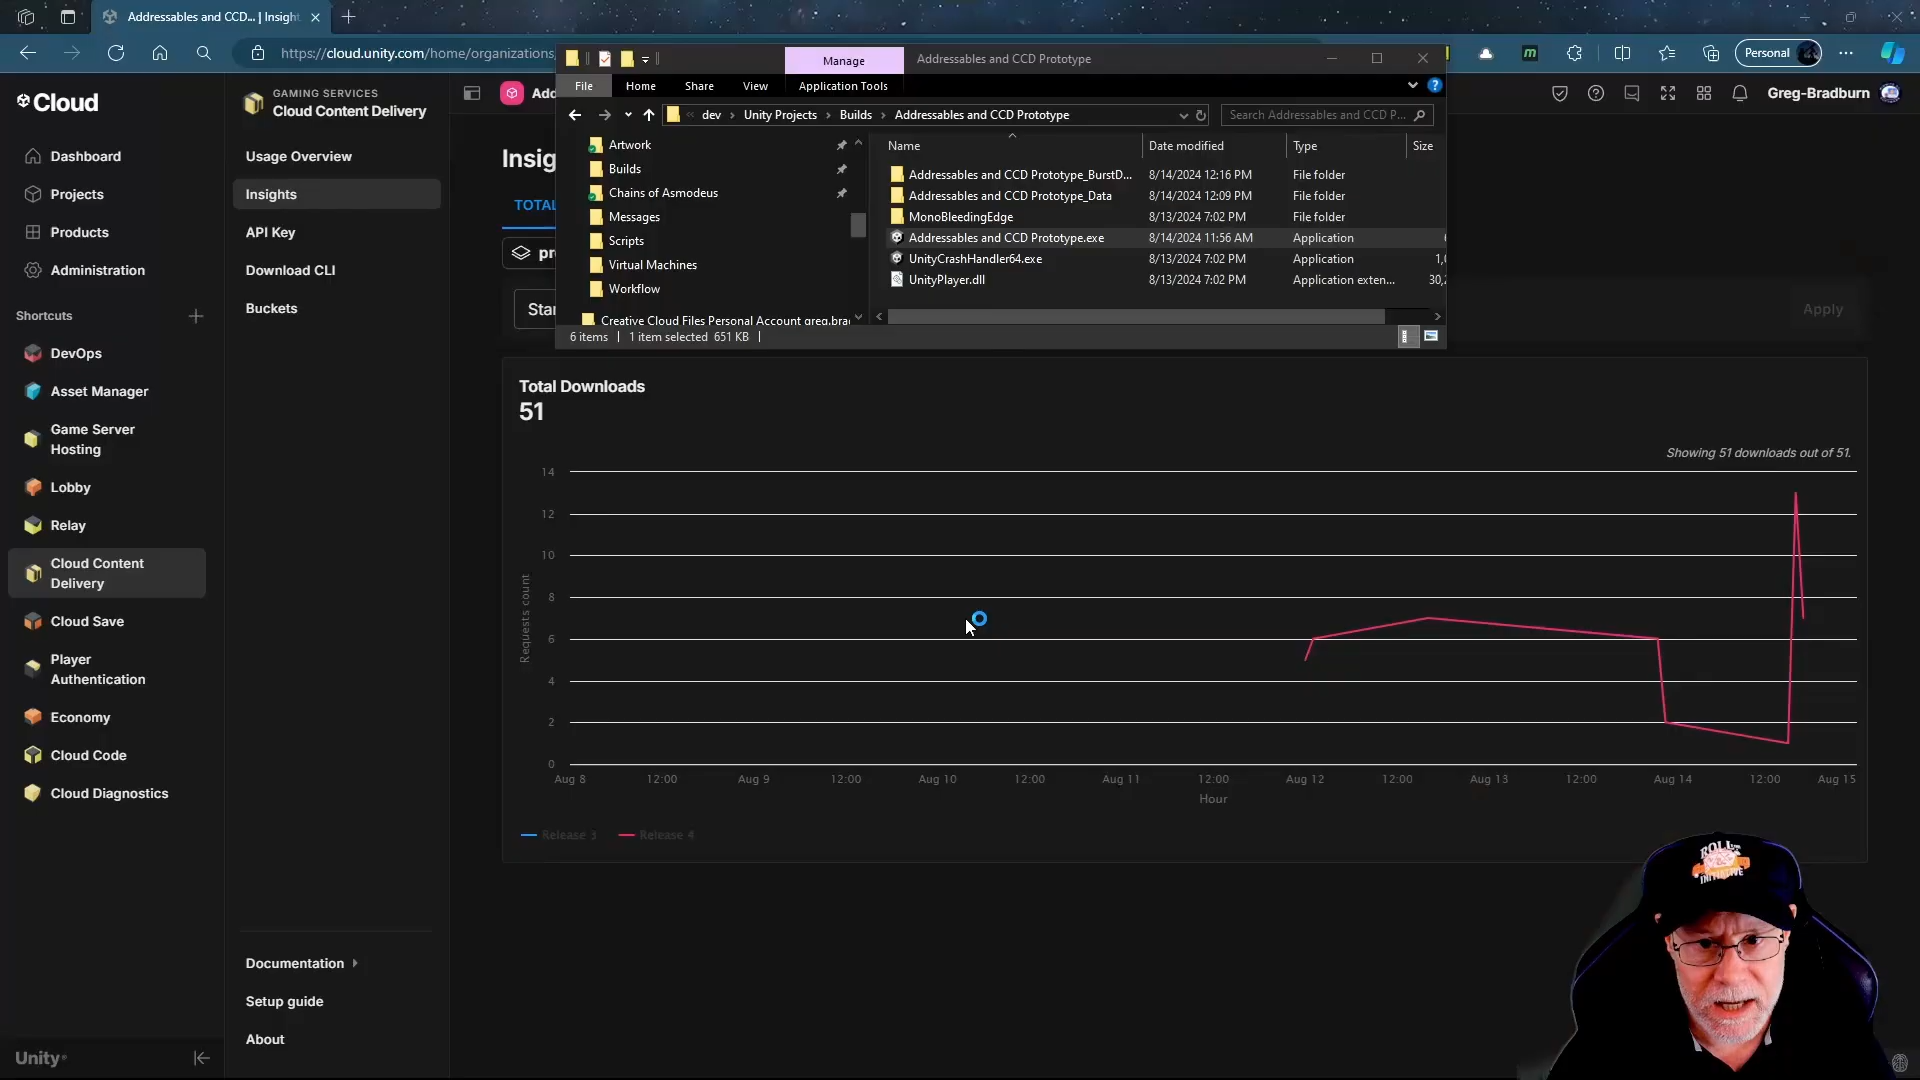 Addressables and CCD... | Insight
https://cloud.unity.com/home/organizations
Personal
Cloud
Dashboard
Projects
Products
Administration
Shortcuts
DevOps
Asset Manager
Game Server
Hosting
Lobby
Relay
Cloud Content
Delivery
Cloud Save
Player
Authentication
Economy
Cloud Code
Cloud Diagnostics
Unity
GAMING SERVICES
Cloud Content Delivery
Usage Overview
Insights
API Key
Download CLI
Buckets
Documentation
Setup guide
About
Add
Greg-Bradburn
Insig
TOTAL
pr
Star
Apply
Manage
Addressables and CCD Prototype
File
Home
Share
View
Application Tools
dev
Unity Projects
Builds
Addressables and CCD Prototype
Search Addressables and CCD P...
Artwork
Builds
Chains of Asmodeus
Messages
Scripts
Virtual Machines
Workflow
Creative Cloud Files Personal Account greg.bra
Name
Date modified
Type
Size
Addressables and CCD Prototype_BurstD...
8/14/2024 12:16 PM
File folder
Addressables and CCD Prototype_Data
8/14/2024 12:09 PM
File folder
MonoBleedingEdge
8/13/2024 7:02 PM
File folder
Addressables and CCD Prototype.exe
8/14/2024 11:56 AM
Application
UnityCrashHandler64.exe
8/13/2024 7:02 PM
Application
1,
UnityPlayer.dll
8/13/2024 7:02 PM
Application exten...
30,
6 items
1 item selected 651 KB
Total Downloads
51
Showing 51 downloads out of 51.
Requests count
14
12
10
8
6
4
2
0
Aug 8
12:00
Aug 9
12:00
Aug 10
12:00
Aug 11
12:00
Aug 12
12:00
Aug 13
12:00
Aug 14
12:00
Aug 15
Hour
Release 3
Release 4
ROLL
INITIATIVE